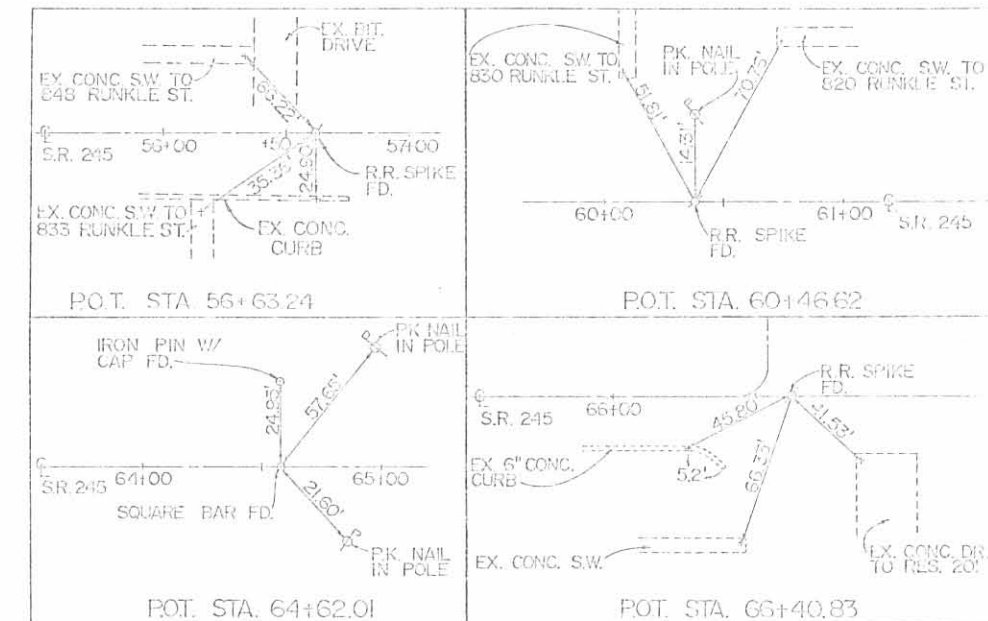 EX. BIT.
DRIVE
EX. CONC. S.W. TO
848 RUNKLE ST.
S.R. 245
56+00
+50
57+00
35.35'
24.90'
R.R. SPIKE
FD.
EX. CONC. S.W. TO
833 RUNKLE ST.
EX. CONC.
CURB
P.O.T. STA. 56+63.24
EX. CONC. S.W. TO
830 RUNKLE ST.
P.K. NAIL
IN POLE
EX. CONC. S.W. TO
820 RUNKLE ST.
51.81'
14.31'
70.75'
60+00
61+00
S.R. 245
R.R. SPIKE
FD.
P.O.T. STA. 60+46.62
IRON PIN W/
CAP FD.
P.K. NAIL
IN POLE
24.95'
57.65'
S.R. 245
64+00
65+00
SQUARE BAR FD.
21.60'
P.K. NAIL
IN POLE
P.O.T. STA. 64+62.01
R.R. SPIKE
FD.
S.R. 245
66+00
45.80'
41.53'
EX. 6" CONC.
CURB
5.2'
66.35'
EX. CONC. S.W.
EX. CONC. DR.
TO RES. 201
P.O.T. STA. 66+40.83